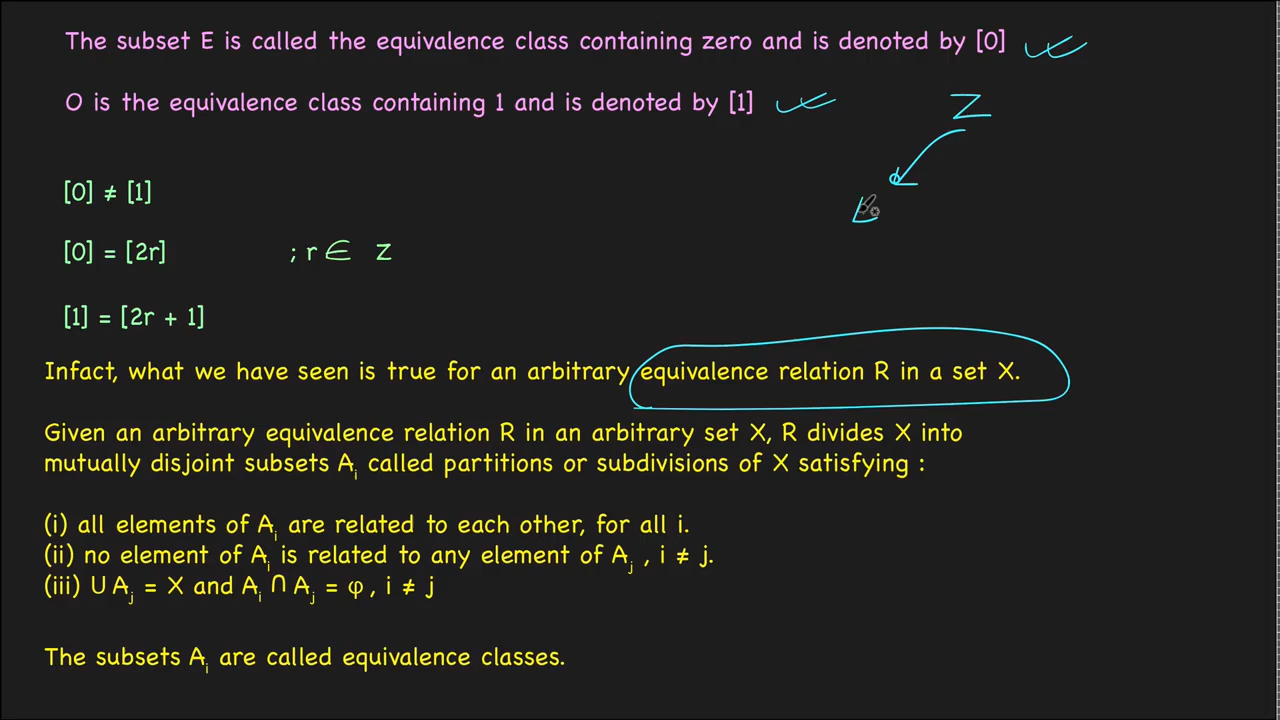 The subset E is called the equivalence class containing zero and is denoted by [0]
O is the equivalence class containing 1 and is denoted by [1]
Z
[0] ≠ [1]
[0] = [2r] ; r ∈ Z
[1] = [2r + 1]
Infact, what we have seen is true for an arbitrary equivalence relation R in a set X.
Given an arbitrary equivalence relation R in an arbitrary set X, R divides X into
mutually disjoint subsets Aᵢ called partitions or subdivisions of X satisfying :
(i) all elements of Aᵢ are related to each other, for all i.
(ii) no element of Aᵢ is related to any element of Aⱼ , i ≠ j.
(iii) ∪ Aⱼ = X and Aᵢ ∩ Aⱼ = φ , i ≠ j
The subsets Aᵢ are called equivalence classes.